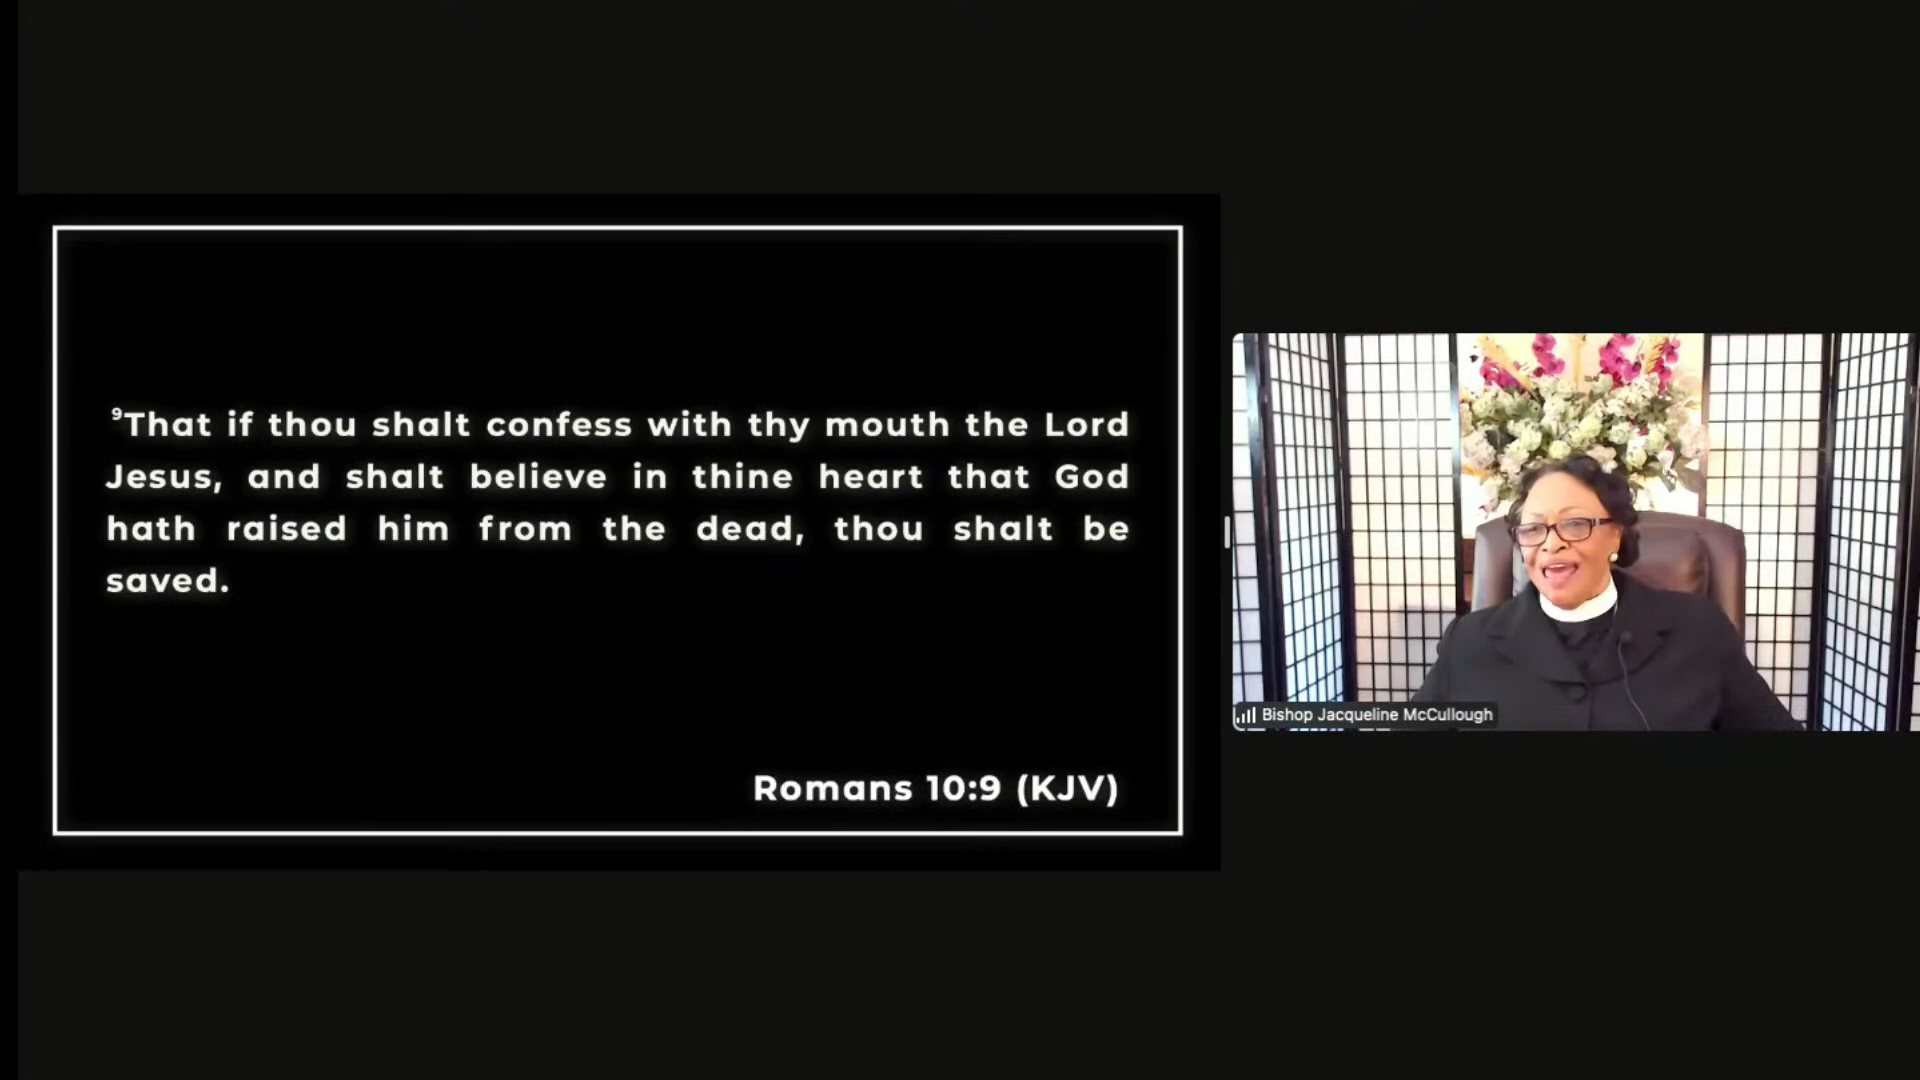 ⁹That if thou shalt confess with thy mouth the Lord
Jesus, and shalt believe in thine heart that God
hath raised him from the dead, thou shalt be
saved.
Romans 10:9 (KJV)
Bishop Jacqueline McCullough